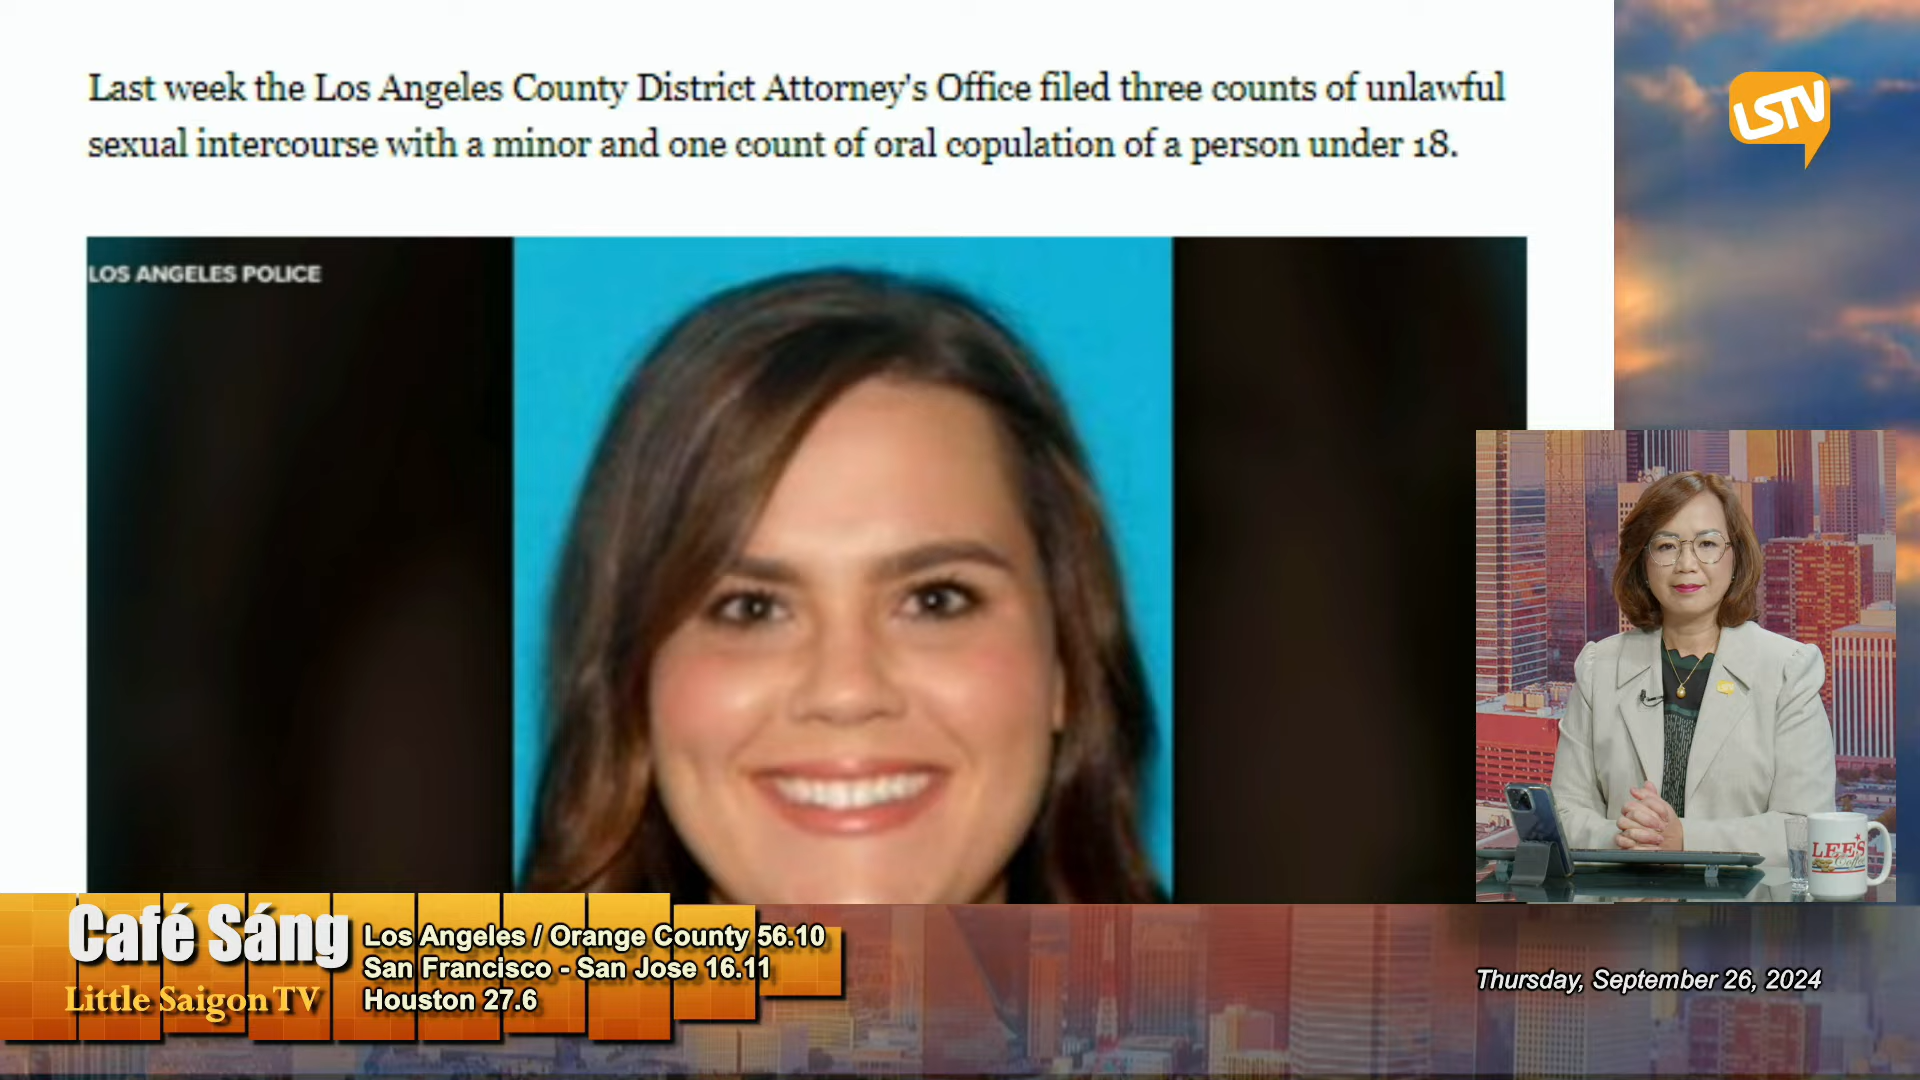 Last week the Los Angeles County District Attorney's Office filed three counts of unlawful
sexual intercourse with a minor and one count of oral copulation of a person under 18.
LSTV
LOS ANGELES POLICE
LEE'S
Coffee
Café Sáng
Little Saigon TV
Los Angeles / Orange County 56.10
San Francisco - San Jose 16.11
Houston 27.6
Thursday, September 26, 2024